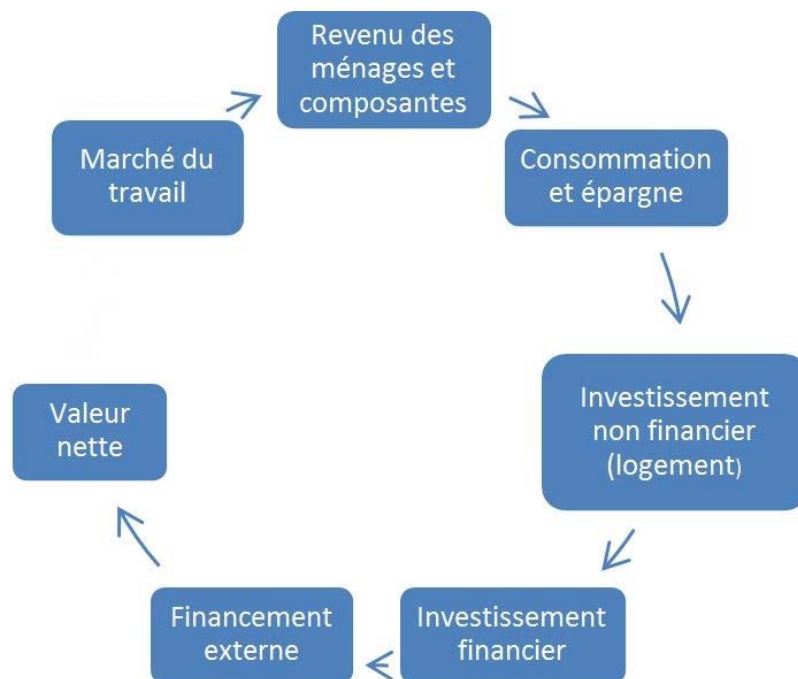 Revenu des
ménages et
composantes
Marché du
travail
Consommation
et épargne
Investissement
non financier
(logement)
Valeur
nette
Financement
externe
Investissement
financier